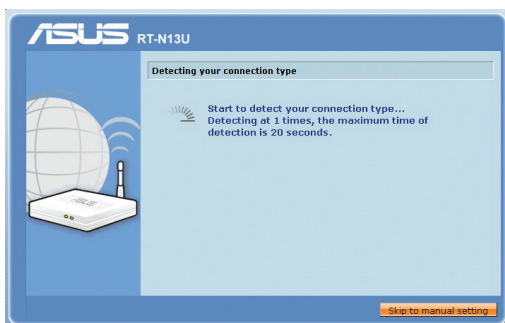 ASUS RT-N13U
Detecting your connection type
Start to detect your connection type...
Detecting at 1 times, the maximum time of
detection is 20 seconds.
ASUS
Skip to manual setting